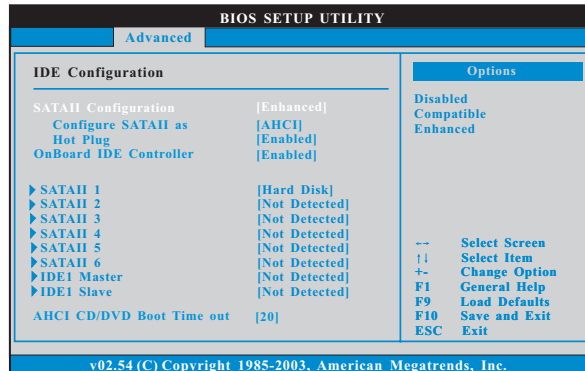 BIOS SETUP UTILITY
Advanced
IDE Configuration
SATAII Configuration [Enhanced]
Configure SATAII as [AHCI]
Hot Plug [Enabled]
OnBoard IDE Controller [Enabled]
SATAII 1 [Hard Disk]
SATAII 2 [Not Detected]
SATAII 3 [Not Detected]
SATAII 4 [Not Detected]
SATAII 5 [Not Detected]
SATAII 6 [Not Detected]
IDE1 Master [Not Detected]
IDE1 Slave [Not Detected]
AHCI CD/DVD Boot Time out [20]
Options
Disabled
Compatible
Enhanced
↔ Select Screen
↑↓ Select Item
+- Change Option
F1 General Help
F9 Load Defaults
F10 Save and Exit
ESC Exit
v02.54 (C) Copyright 1985-2003, American Megatrends, Inc.